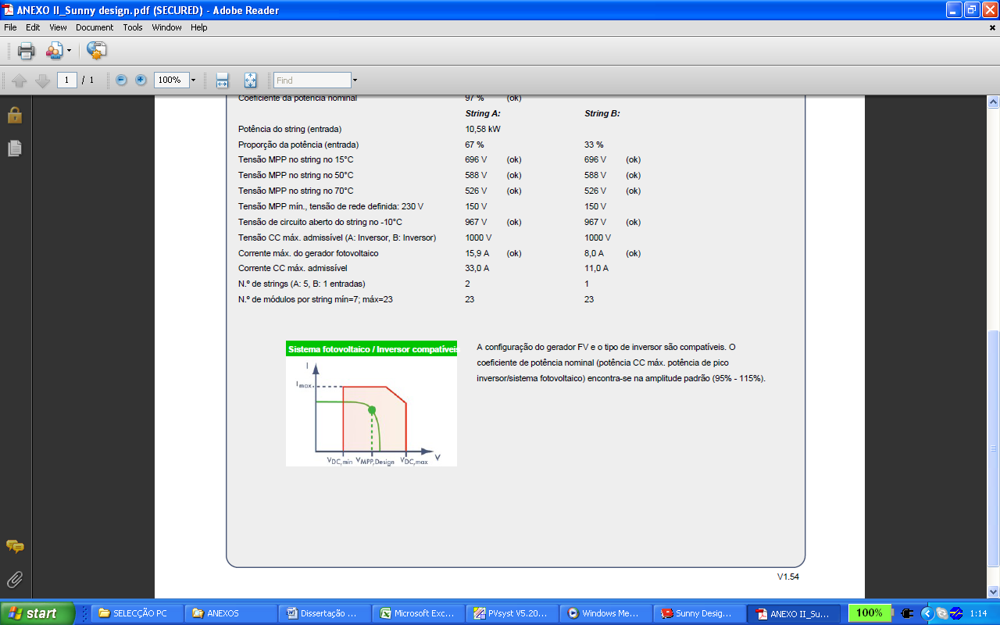 ANEXO II_Sunny design.pdf (SECURED) - Adobe Reader
File Edit View Document Tools Window Help
1 / 1 100% Find
Coeficiente da potência nominal 97 % (ok)
String A: String B:
Potência do string (entrada) 10,58 kW
Proporção da potência (entrada) 67 % 33 %
Tensão MPP no string no 15°C 696 V (ok) 696 V (ok)
Tensão MPP no string no 50°C 588 V (ok) 588 V (ok)
Tensão MPP no string no 70°C 526 V (ok) 526 V (ok)
Tensão MPP mín., tensão de rede definida: 230 V 150 V 150 V
Tensão de circuito aberto do string no -10°C 967 V (ok) 967 V (ok)
Tensão CC máx. admissível (A: Inversor, B: Inversor) 1000 V 1000 V
Corrente máx. do gerador fotovoltaico 15,9 A (ok) 8,0 A (ok)
Corrente CC máx. admissível 33,0 A 11,0 A
N.º de strings (A: 5, B: 1 entradas) 2 1
N.º de módulos por string mín=7; máx=23 23 23
Sistema fotovoltaico / Inversor compatíveis
I
Imax.
V
VDC,min VMPP,Design VDC,max
A configuração do gerador FV e o tipo de inversor são compatíveis. O
coeficiente de potência nominal (potência CC máx. potência de pico
inversor/sistema fotovoltaico) encontra-se na amplitude padrão (95% - 115%).
V1.54
start SELECÇÃO PC ANEXOS Dissertação ... Microsoft Exc... PVsyst V5.20... Windows Me... Sunny Desig... ANEXO II_Su... 100% 1:14